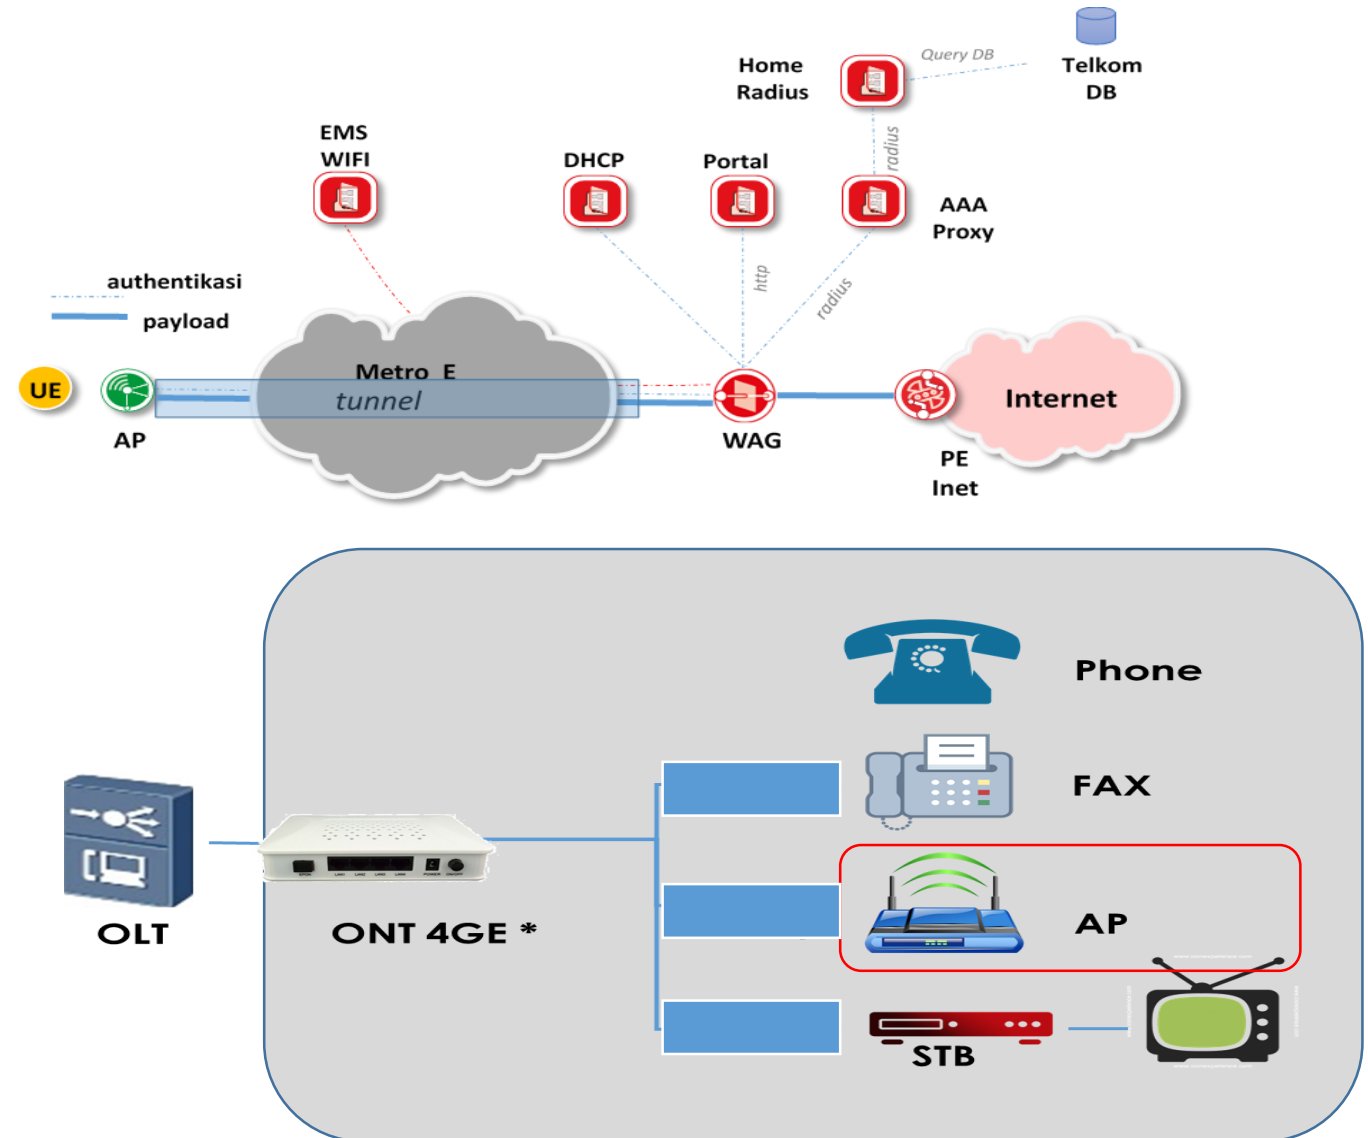 Query DB
Home
Radius
Telkom
DB
radius
EMS
WIFI
DHCP
Portal
AAA
Proxy
http
radius
authentikasi
payload
Metro E
tunnel
UE
AP
WAG
Internet
PE
Inet
Phone
FAX
OLT
ONT 4GE *
AP
STB